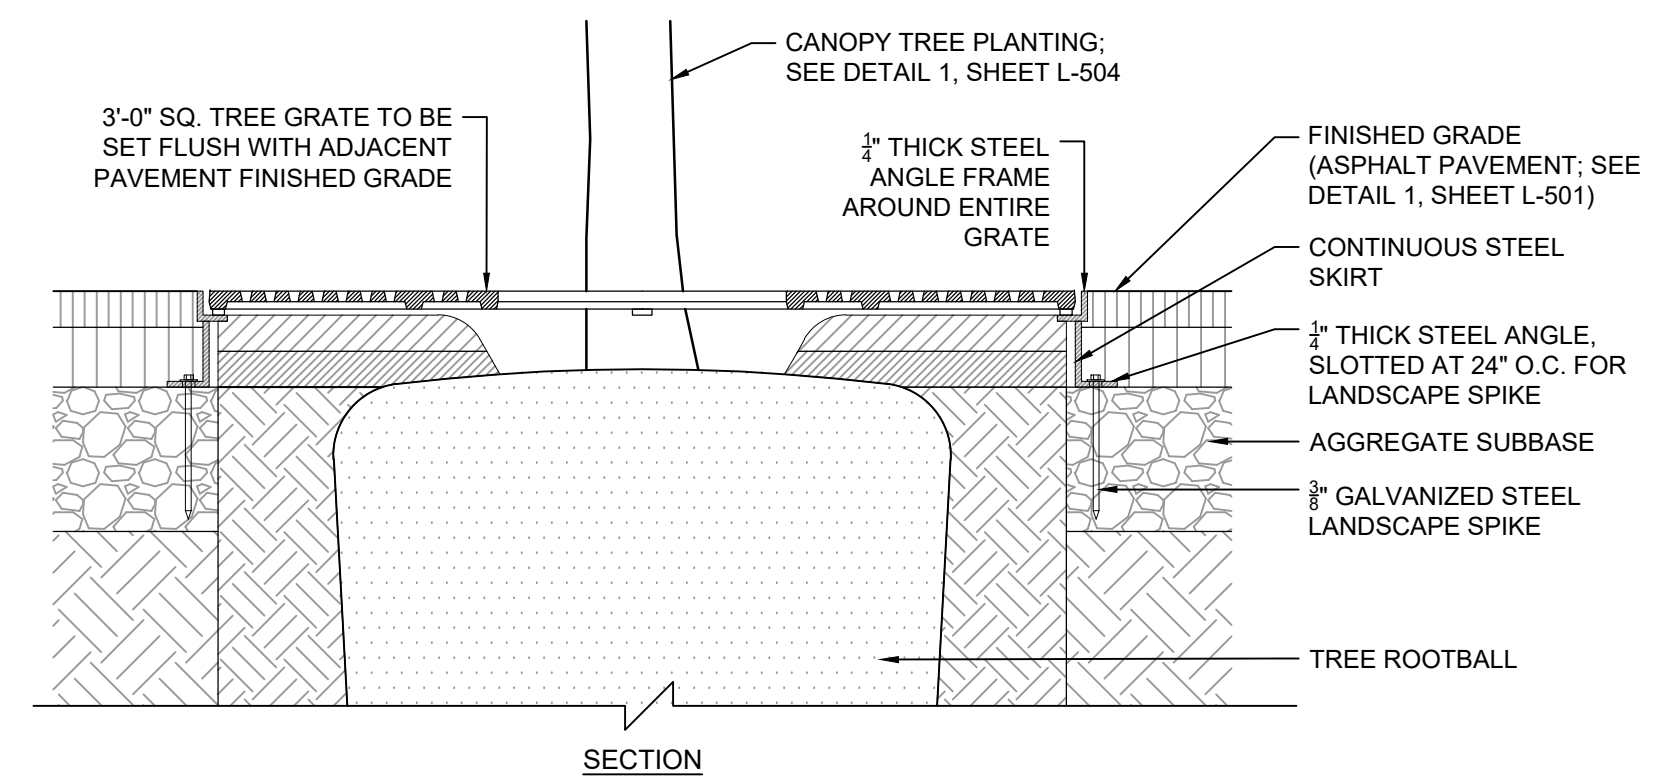 CANOPY TREE PLANTING;
SEE DETAIL 1, SHEET L-504
3'-0" SQ. TREE GRATE TO BE
SET FLUSH WITH ADJACENT
PAVEMENT FINISHED GRADE
1/4" THICK STEEL
ANGLE FRAME
AROUND ENTIRE
GRATE
FINISHED GRADE
(ASPHALT PAVEMENT; SEE
DETAIL 1, SHEET L-501)
CONTINUOUS STEEL
SKIRT
1/4" THICK STEEL ANGLE,
SLOTTED AT 24" O.C. FOR
LANDSCAPE SPIKE
AGGREGATE SUBBASE
3/8" GALVANIZED STEEL
LANDSCAPE SPIKE
TREE ROOTBALL
SECTION